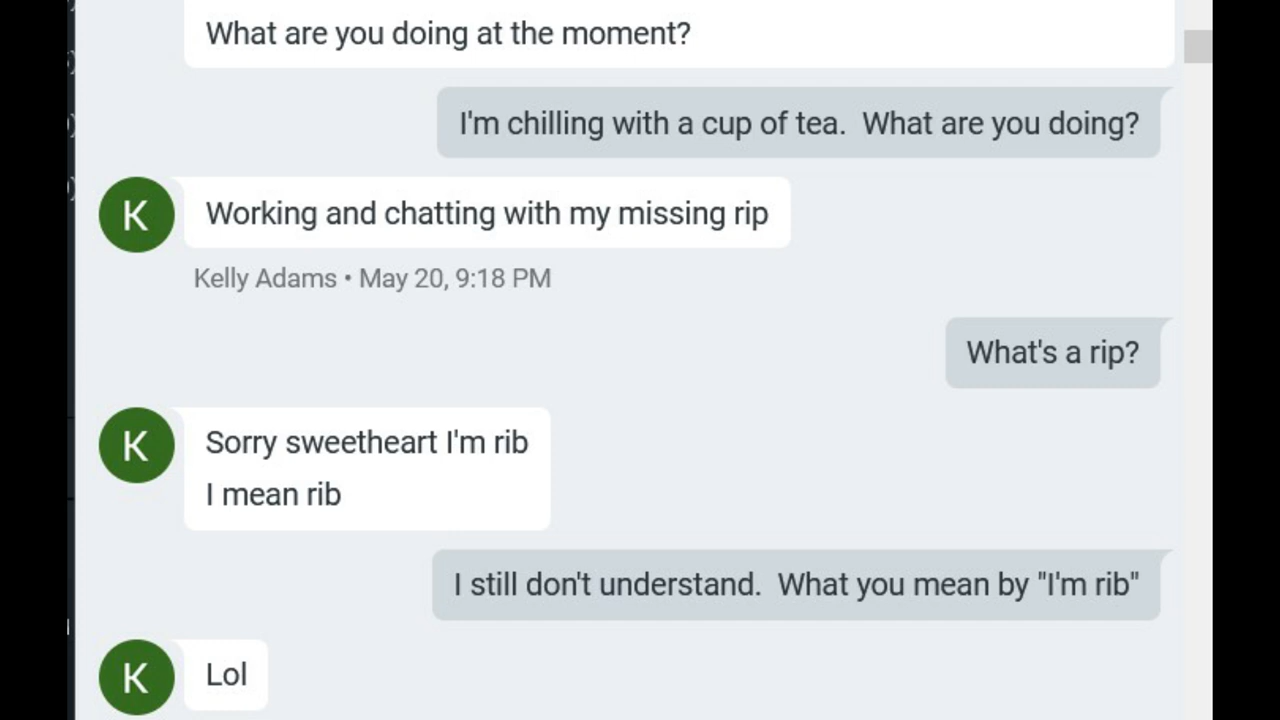 What are you doing at the moment?
I'm chilling with a cup of tea.  What are you doing?
K
Working and chatting with my missing rip
Kelly Adams • May 20, 9:18 PM
What's a rip?
K
Sorry sweetheart I'm rib
I mean rib
I still don't understand.  What you mean by "I'm rib"
K
Lol